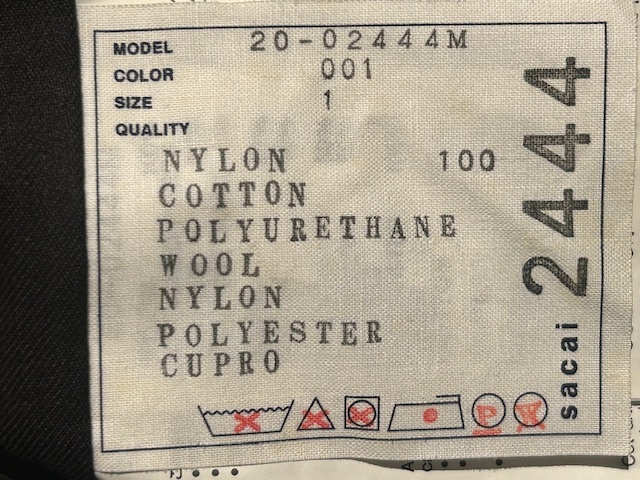 MODEL 20-02444M
COLOR 001
SIZE 1
QUALITY
NYLON 100
COTTON
POLYURETHANE
WOOL
NYLON
POLYESTER
CUPRO
P W
sacai 2444